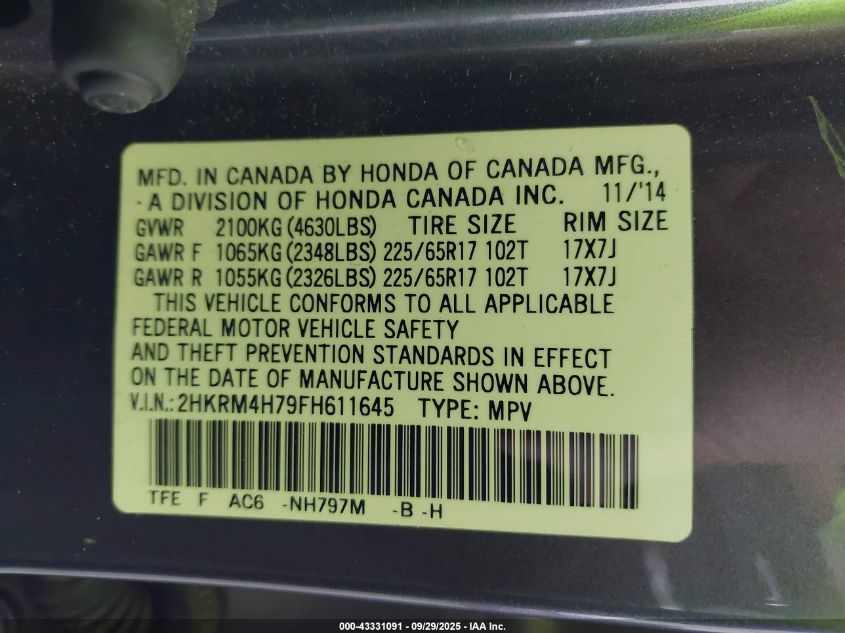 MFD. IN CANADA BY HONDA OF CANADA MFG.,
-A DIVISION OF HONDA CANADA INC. 11/'14
GVWR 2100KG(4630LBS) TIRE SIZE RIM SIZE
GAWR F 1065KG(2348LBS) 225/65R17 102T 17X7J
GAWR R 1055KG(2326LBS) 225/65R17 102T 17X7J
THIS VEHICLE CONFORMS TO ALL APPLICABLE
FEDERAL MOTOR VEHICLE SAFETY
AND THEFT PREVENTION STANDARDS IN EFFECT
ON THE DATE OF MANUFACTURE SHOWN ABOVE.
V.I.N.:2HKRM4H79FH611645 TYPE: MPV
TFE F AC6 -NH797M -B -H
000-43331091 - 09/29/2025 - IAA Inc.